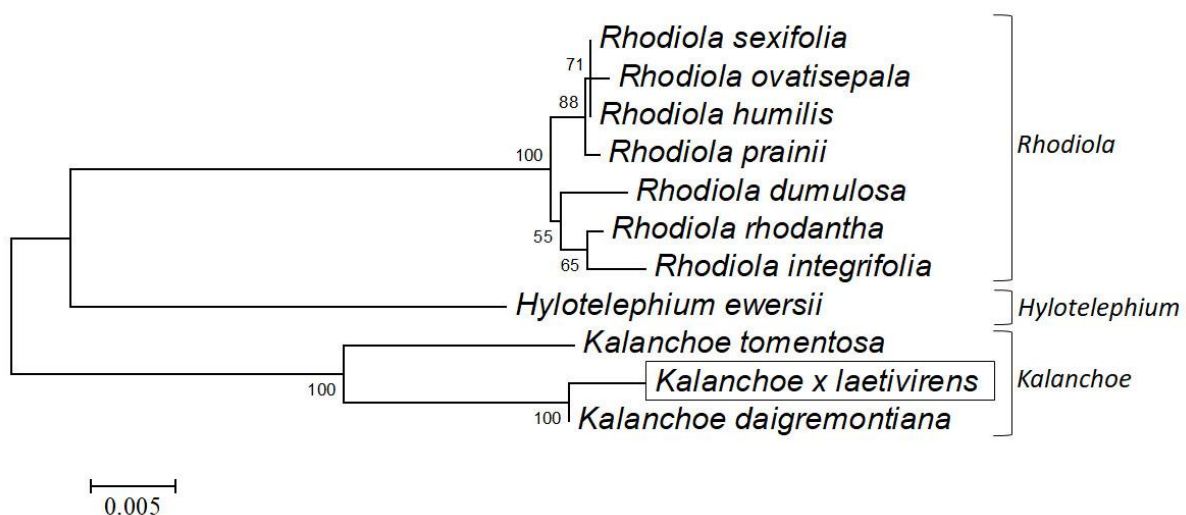 Rhodiola sexifolia
71
Rhodiola ovatisepala
88
Rhodiola humilis
Rhodiola
100
Rhodiola prainii
Rhodiola dumulosa
55
Rhodiola rhodantha
65
Rhodiola integrifolia
Hylotelephium ewersii
Hylotelephium
Kalanchoe tomentosa
100
Kalanchoe x laetivirens
Kalanchoe
100
Kalanchoe daigremontiana
0.005